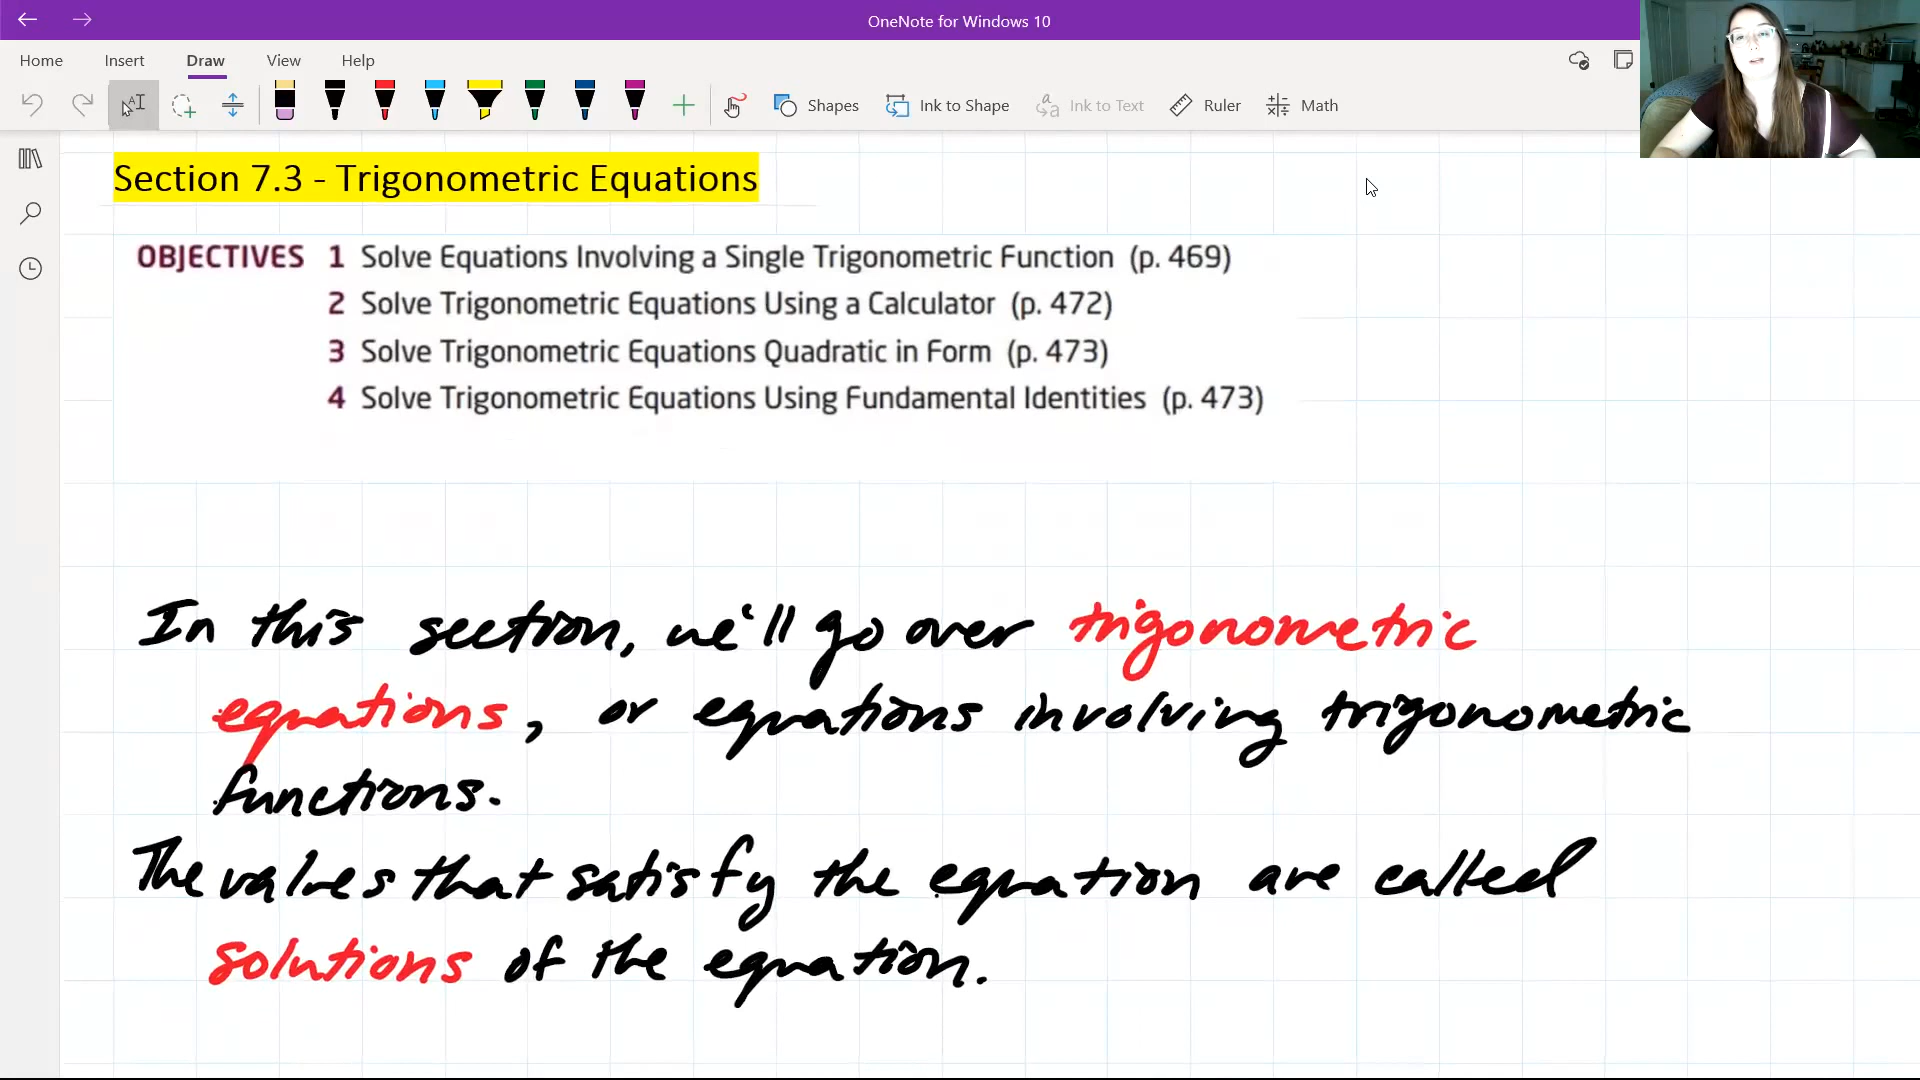 OneNote for Windows 10
Home Insert Draw View Help
Shapes Ink to Shape Ink to Text Ruler Math
Section 7.3 - Trigonometric Equations
OBJECTIVES 1 Solve Equations Involving a Single Trigonometric Function (p. 469)
2 Solve Trigonometric Equations Using a Calculator (p. 472)
3 Solve Trigonometric Equations Quadratic in Form (p. 473)
4 Solve Trigonometric Equations Using Fundamental Identities (p. 473)
In this section, we'll go over trigonometric
equations, or equations involving trigonometric
functions.
The values that satisfy the equation are called
solutions of the equation.